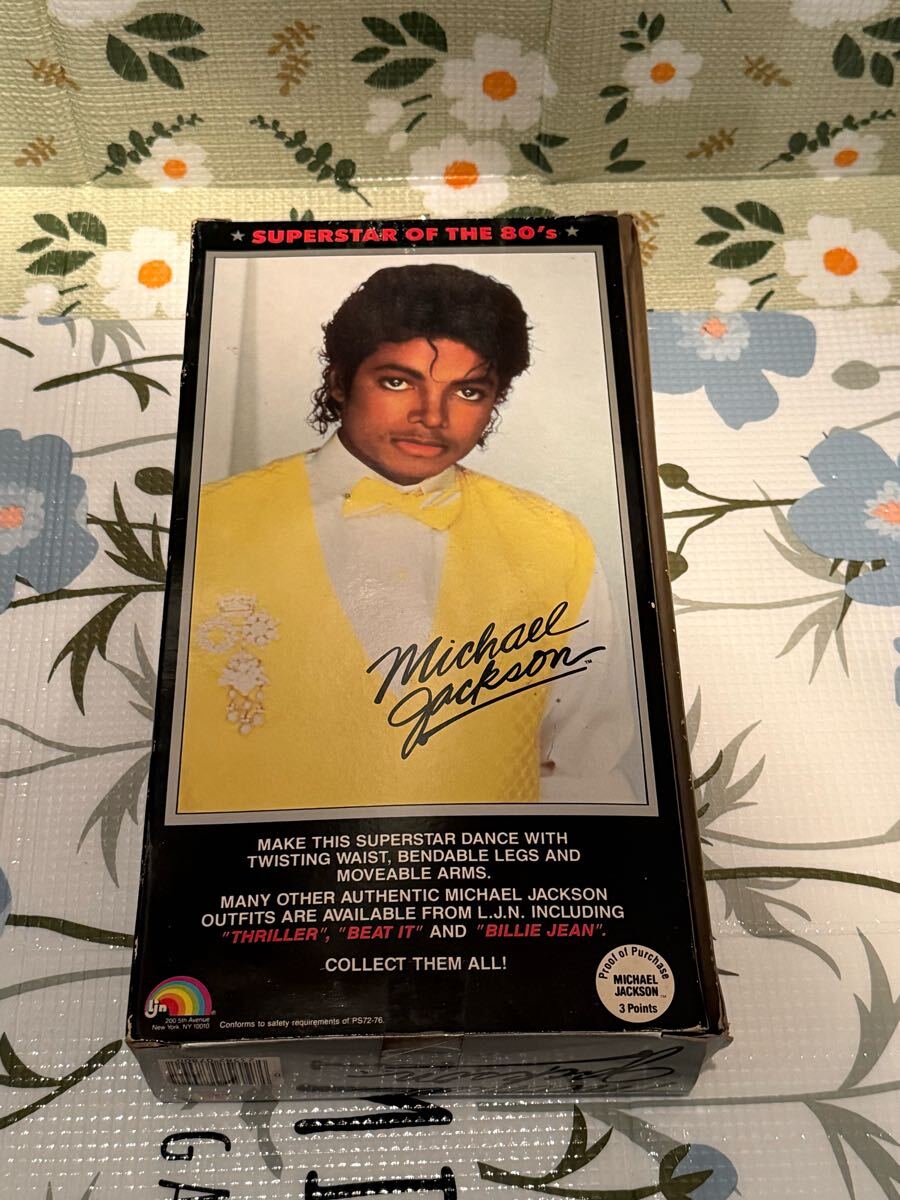 ★ SUPERSTAR OF THE 80's ★
Michael
Jackson™
MAKE THIS SUPERSTAR DANCE WITH
TWISTING WAIST, BENDABLE LEGS AND
MOVEABLE ARMS.
MANY OTHER AUTHENTIC MICHAEL JACKSON
OUTFITS ARE AVAILABLE FROM L.J.N. INCLUDING
"THRILLER", "BEAT IT" AND "BILLIE JEAN".
COLLECT THEM ALL!
Proof of Purchase
MICHAEL
JACKSON™
3 Points
ljn®
200 5th Avenue
New York, NY 10010
Conforms to safety requirements of PS72-76.